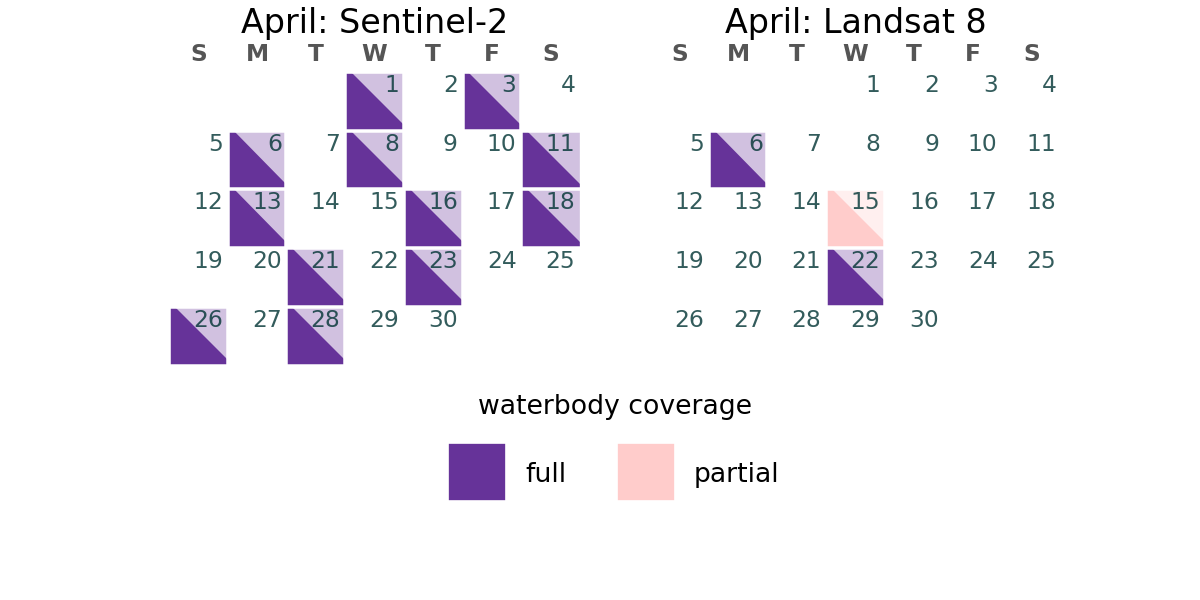 April: Sentinel-2
S M T W T F S
1 2 3 4
5 6 7 8 9 10 11
12 13 14 15 16 17 18
19 20 21 22 23 24 25
26 27 28 29 30
April: Landsat 8
S M T W T F S
1 2 3 4
5 6 7 8 9 10 11
12 13 14 15 16 17 18
19 20 21 22 23 24 25
26 27 28 29 30
waterbody coverage
full partial